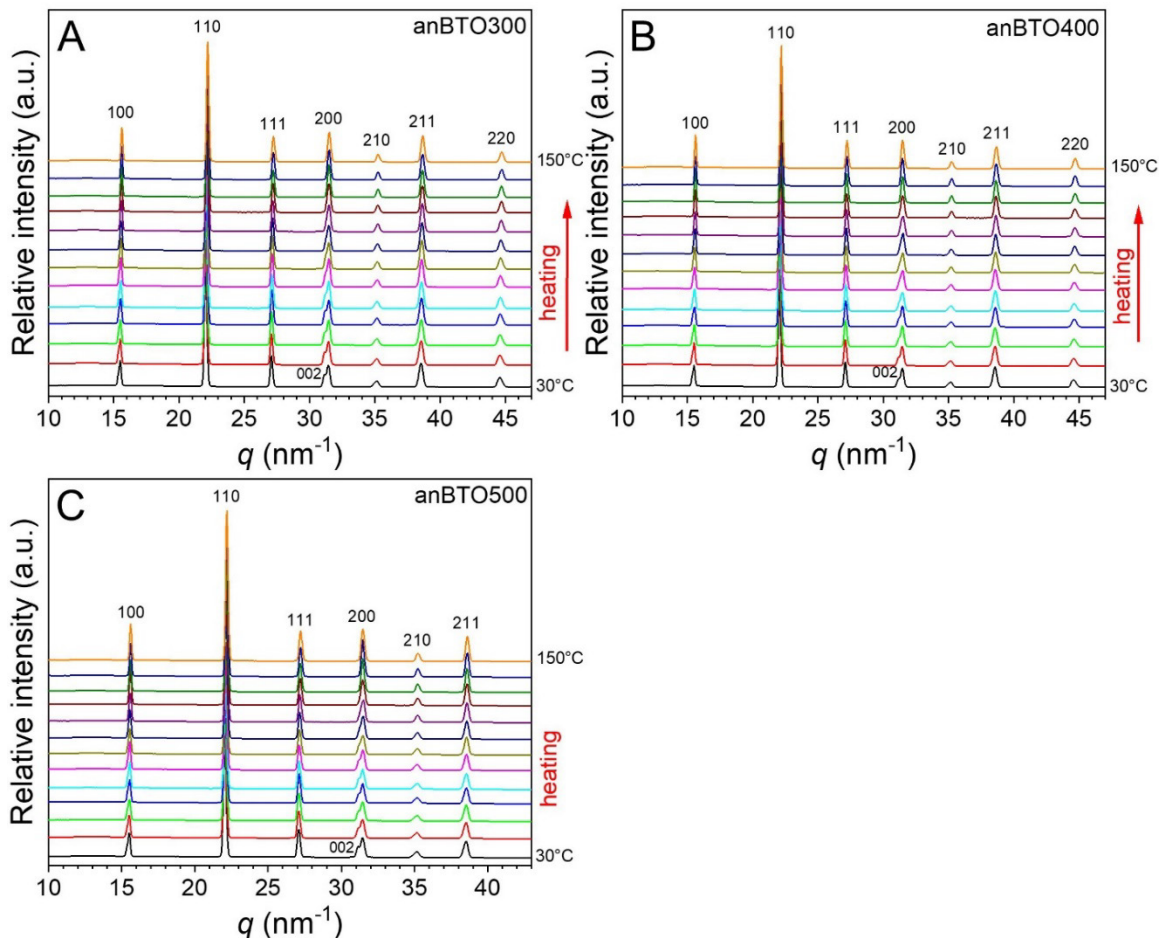 A
anBTO300
Relative intensity (a.u.)
100
110
111
200
210
211
220
150°C
heating
002
30°C
10 15 20 25 30 35 40 45
q (nm⁻¹)
B
anBTO400
Relative intensity (a.u.)
100
110
111
200
210
211
220
150°C
heating
002
30°C
10 15 20 25 30 35 40 45
q (nm⁻¹)
C
anBTO500
Relative intensity (a.u.)
100
110
111
200
210
211
150°C
heating
002
30°C
10 15 20 25 30 35 40
q (nm⁻¹)